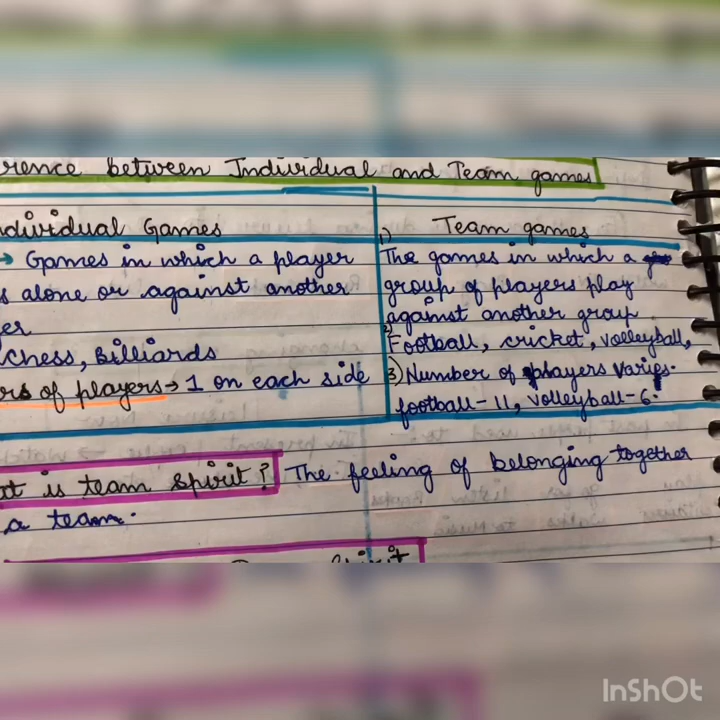 rence between Individual and Team games
dividual Games
→ Games in which a player
s alone or against another
er
Chess, Billiards
rs of players → 1 on each side
1) Team games
The games in which a
group of players play
against another group
2) Football, cricket, volleyball,
3) Number of players varies.
football - 11, volleyball - 6.
at is team spirit? The feeling of belonging together
a team.
Spirit
InShOt